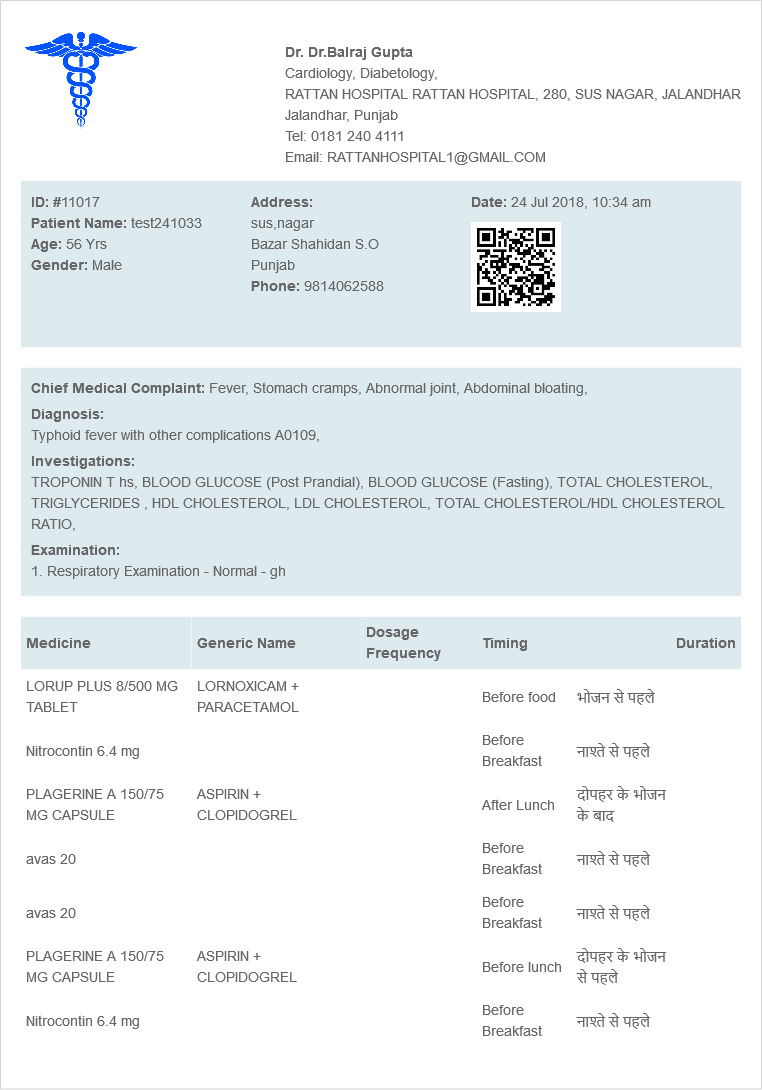 Dr. Dr.Balraj Gupta
Cardiology, Diabetology,
RATTAN HOSPITAL RATTAN HOSPITAL, 280, SUS NAGAR, JALANDHAR
Jalandhar, Punjab
Tel: 0181 240 4111
Email: RATTANHOSPITAL1@GMAIL.COM
ID: #11017
Patient Name: test241033
Age: 56 Yrs
Gender: Male
Address:
sus,nagar
Bazar Shahidan S.O
Punjab
Phone: 9814062588
Date: 24 Jul 2018, 10:34 am
Chief Medical Complaint: Fever, Stomach cramps, Abnormal joint, Abdominal bloating,
Diagnosis:
Typhoid fever with other complications A0109,
Investigations:
TROPONIN T hs, BLOOD GLUCOSE (Post Prandial), BLOOD GLUCOSE (Fasting), TOTAL CHOLESTEROL,
TRIGLYCERIDES , HDL CHOLESTEROL, LDL CHOLESTEROL, TOTAL CHOLESTEROL/HDL CHOLESTEROL
RATIO,
Examination:
1. Respiratory Examination - Normal - gh
Medicine
Generic Name
Dosage
Frequency
Timing
Duration
LORUP PLUS 8/500 MG
TABLET
LORNOXICAM +
PARACETAMOL
Before food
भोजन से पहले
Nitrocontin 6.4 mg
Before
Breakfast
नाश्ते से पहले
PLAGERINE A 150/75
MG CAPSULE
ASPIRIN +
CLOPIDOGREL
After Lunch
दोपहर के भोजन
के बाद
avas 20
Before
Breakfast
नाश्ते से पहले
avas 20
Before
Breakfast
नाश्ते से पहले
PLAGERINE A 150/75
MG CAPSULE
ASPIRIN +
CLOPIDOGREL
Before lunch
दोपहर के भोजन
से पहले
Nitrocontin 6.4 mg
Before
Breakfast
नाश्ते से पहले